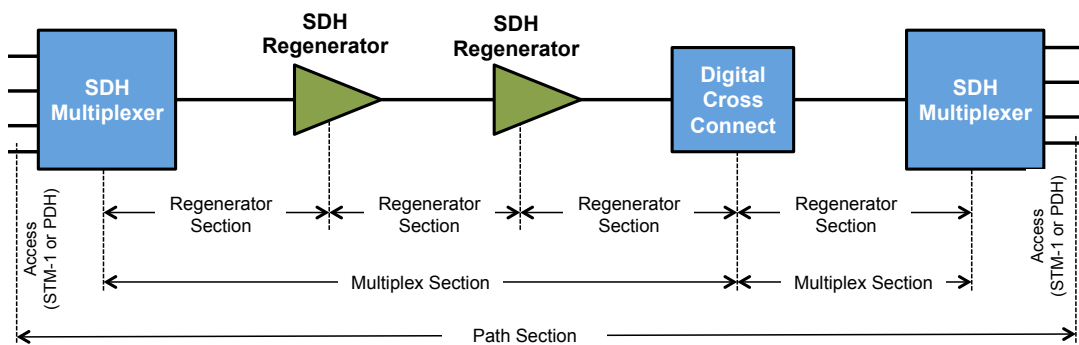 SDH
Regenerator
SDH
Regenerator
SDH
Multiplexer
Digital
Cross
Connect
SDH
Multiplexer
Regenerator
Section
Regenerator
Section
Regenerator
Section
Regenerator
Section
Access
(STM-1 or PDH)
Access
(STM-1 or PDH)
Multiplex Section
Multiplex Section
Path Section